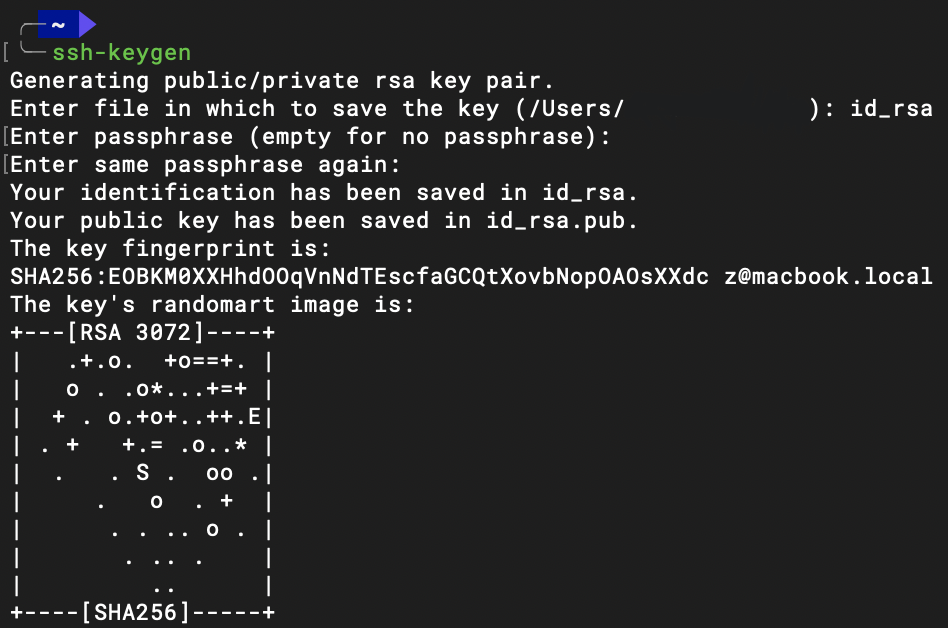 ~
ssh-keygen
Generating public/private rsa key pair.
Enter file in which to save the key (/Users/              ): id_rsa
Enter passphrase (empty for no passphrase):
Enter same passphrase again:
Your identification has been saved in id_rsa.
Your public key has been saved in id_rsa.pub.
The key fingerprint is:
SHA256:EOBKM0XXHhdOOqVnNdTEscfaGCQtXovbNopOAOsXXdc z@macbook.local
The key's randomart image is:
+---[RSA 3072]----+
|   .+.o.  +o==+. |
|   o . .o*...+=+ |
|  + . o.+o+..++.E|
| . +   +.= .o..* |
|  .   . S .  oo .|
|     .   o  . +  |
|      . . .. o . |
|       . .. .    |
|         ..      |
+----[SHA256]-----+